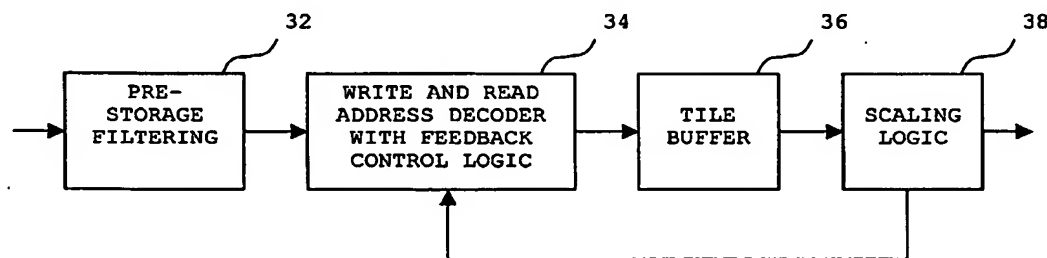 32
34
36
38
PRE-
STORAGE
FILTERING
WRITE AND READ
ADDRESS DECODER
WITH FEEDBACK
CONTROL LOGIC
TILE
BUFFER
SCALING
LOGIC